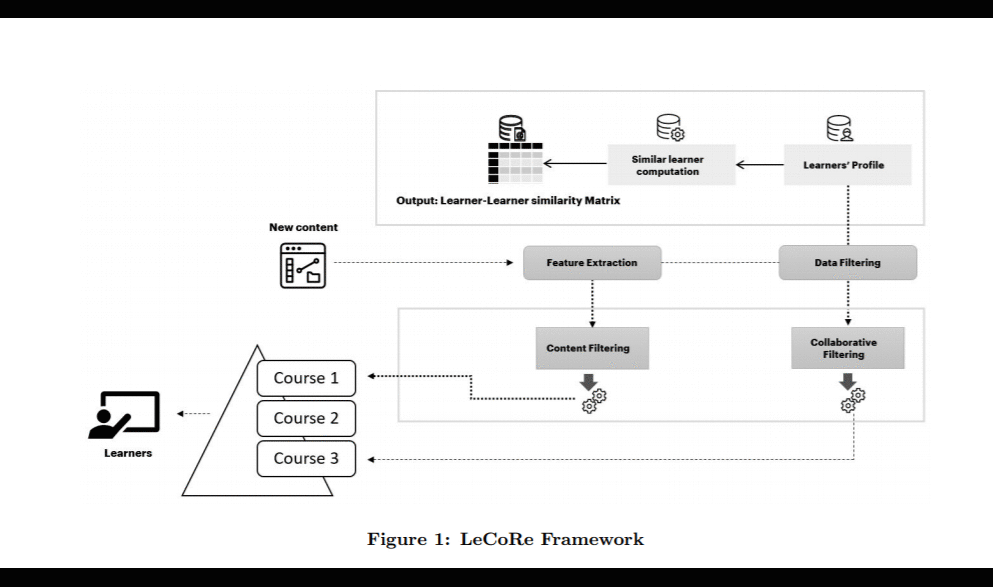 Similar learner
computation
Learners' Profile
Output: Learner-Learner similarity Matrix
New content
Feature Extraction
Data Filtering
Content Filtering
Collaborative
Filtering
Course 1
Course 2
Course 3
Learners
Figure 1: LeCoRe Framework